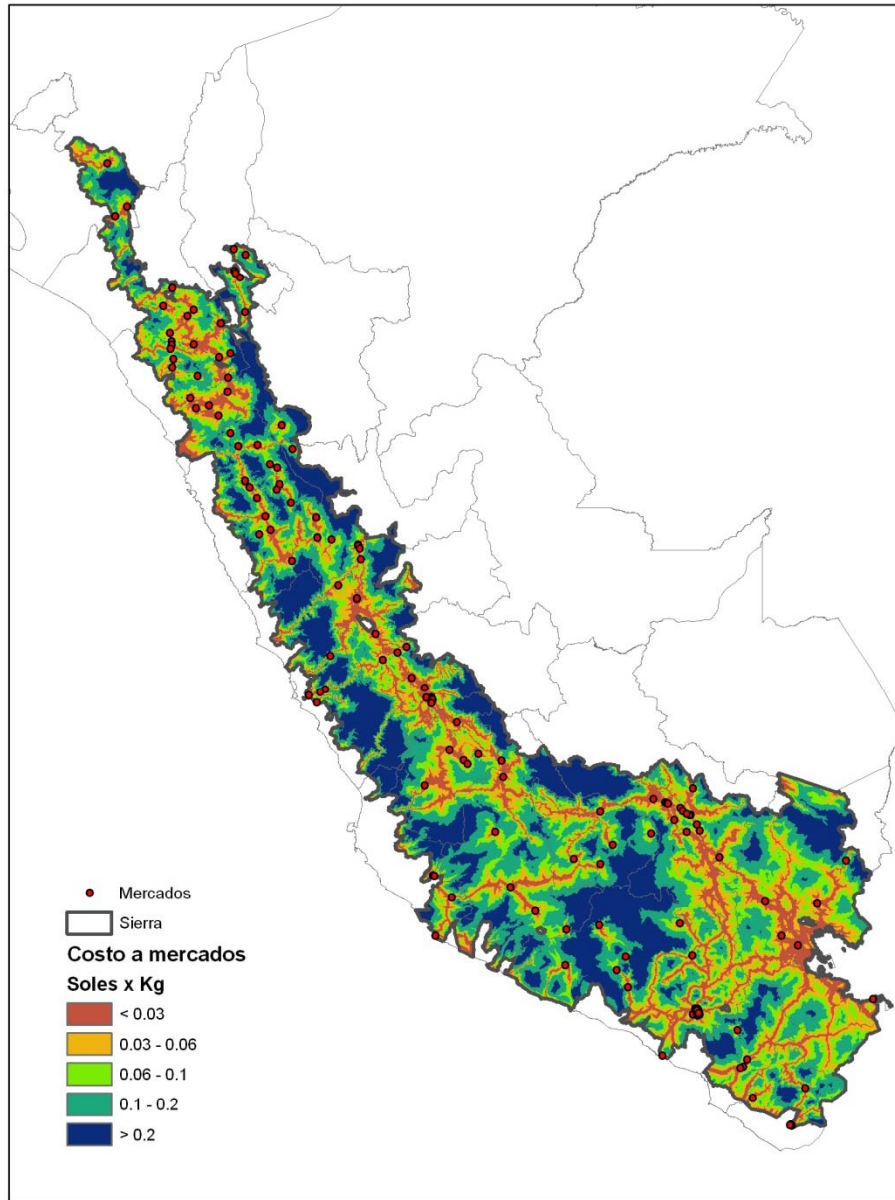 Mercados
Sierra
Costo a mercados
Soles x Kg
< 0.03
0.03 - 0.06
0.06 - 0.1
0.1 - 0.2
> 0.2